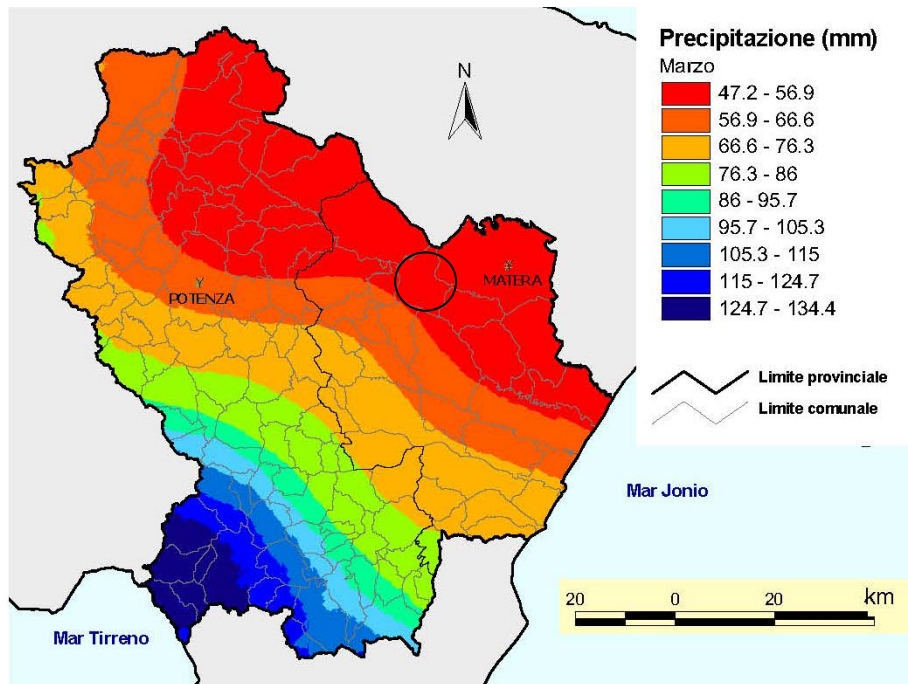 Precipitazione (mm)
Marzo
47.2 - 56.9
56.9 - 66.6
66.6 - 76.3
76.3 - 86
86 - 95.7
95.7 - 105.3
105.3 - 115
115 - 124.7
124.7 - 134.4
N
MATERA
POTENZA
Limite provinciale
Limite comunale
Mar Jonio
Mar Tirreno
20 0 20 km